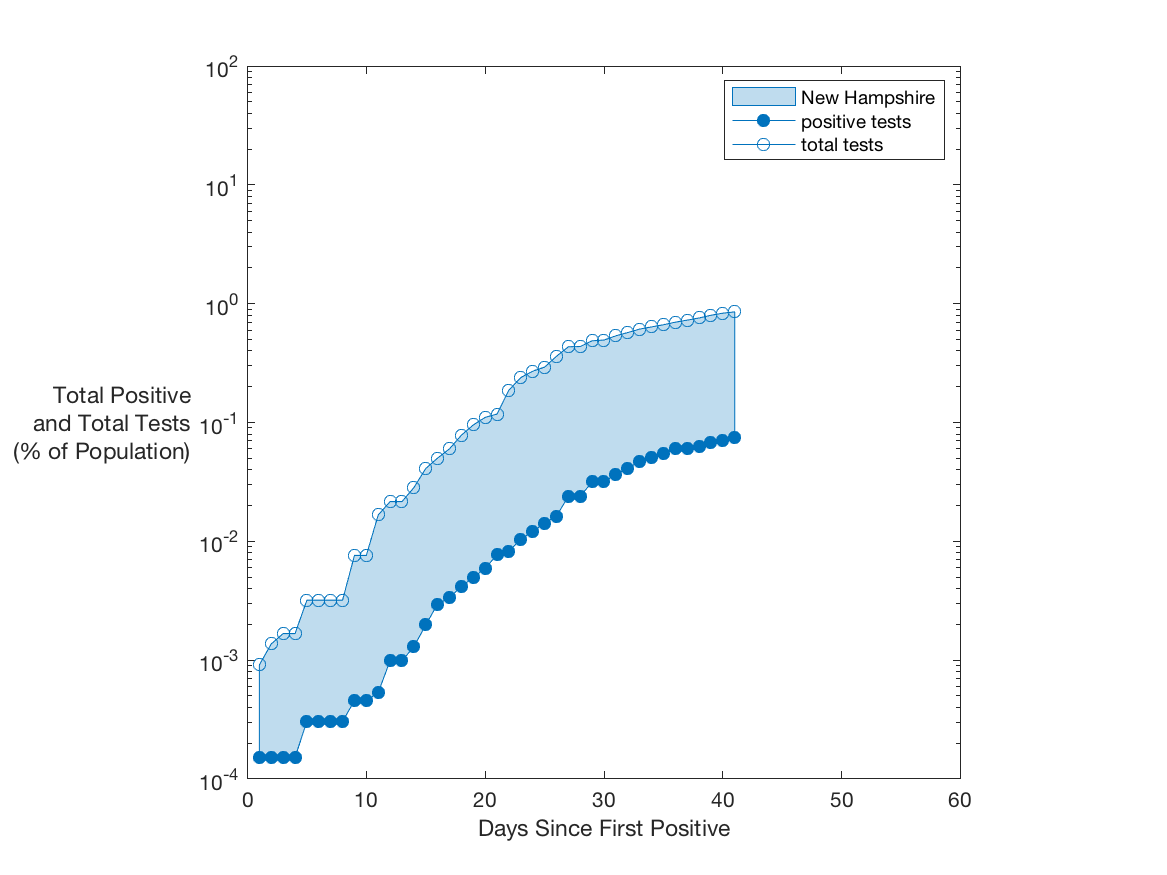 10^2
10^1
10^0
10^-1
10^-2
10^-3
10^-4
Total Positive
and Total Tests
(% of Population)
0 10 20 30 40 50 60
Days Since First Positive
New Hampshire
positive tests
total tests